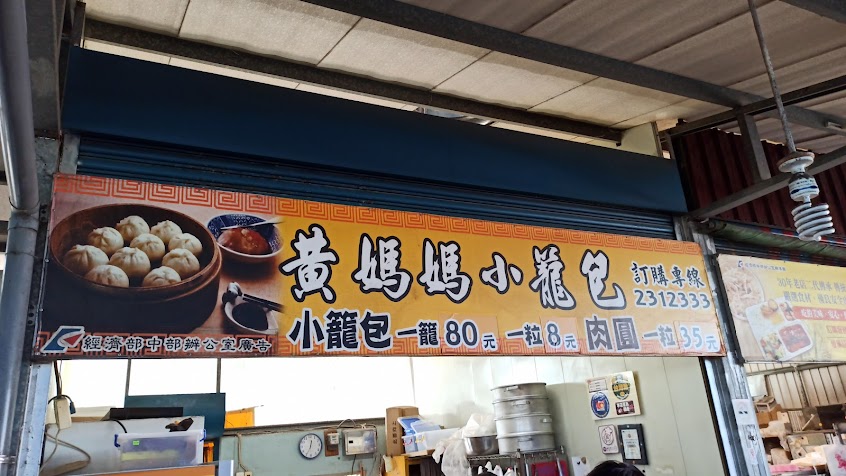 黃媽媽小籠包
訂購專線
2312333
小籠包一籠80元 一粒8元 肉圓 一粒35元
經濟部中部辦公室廣告